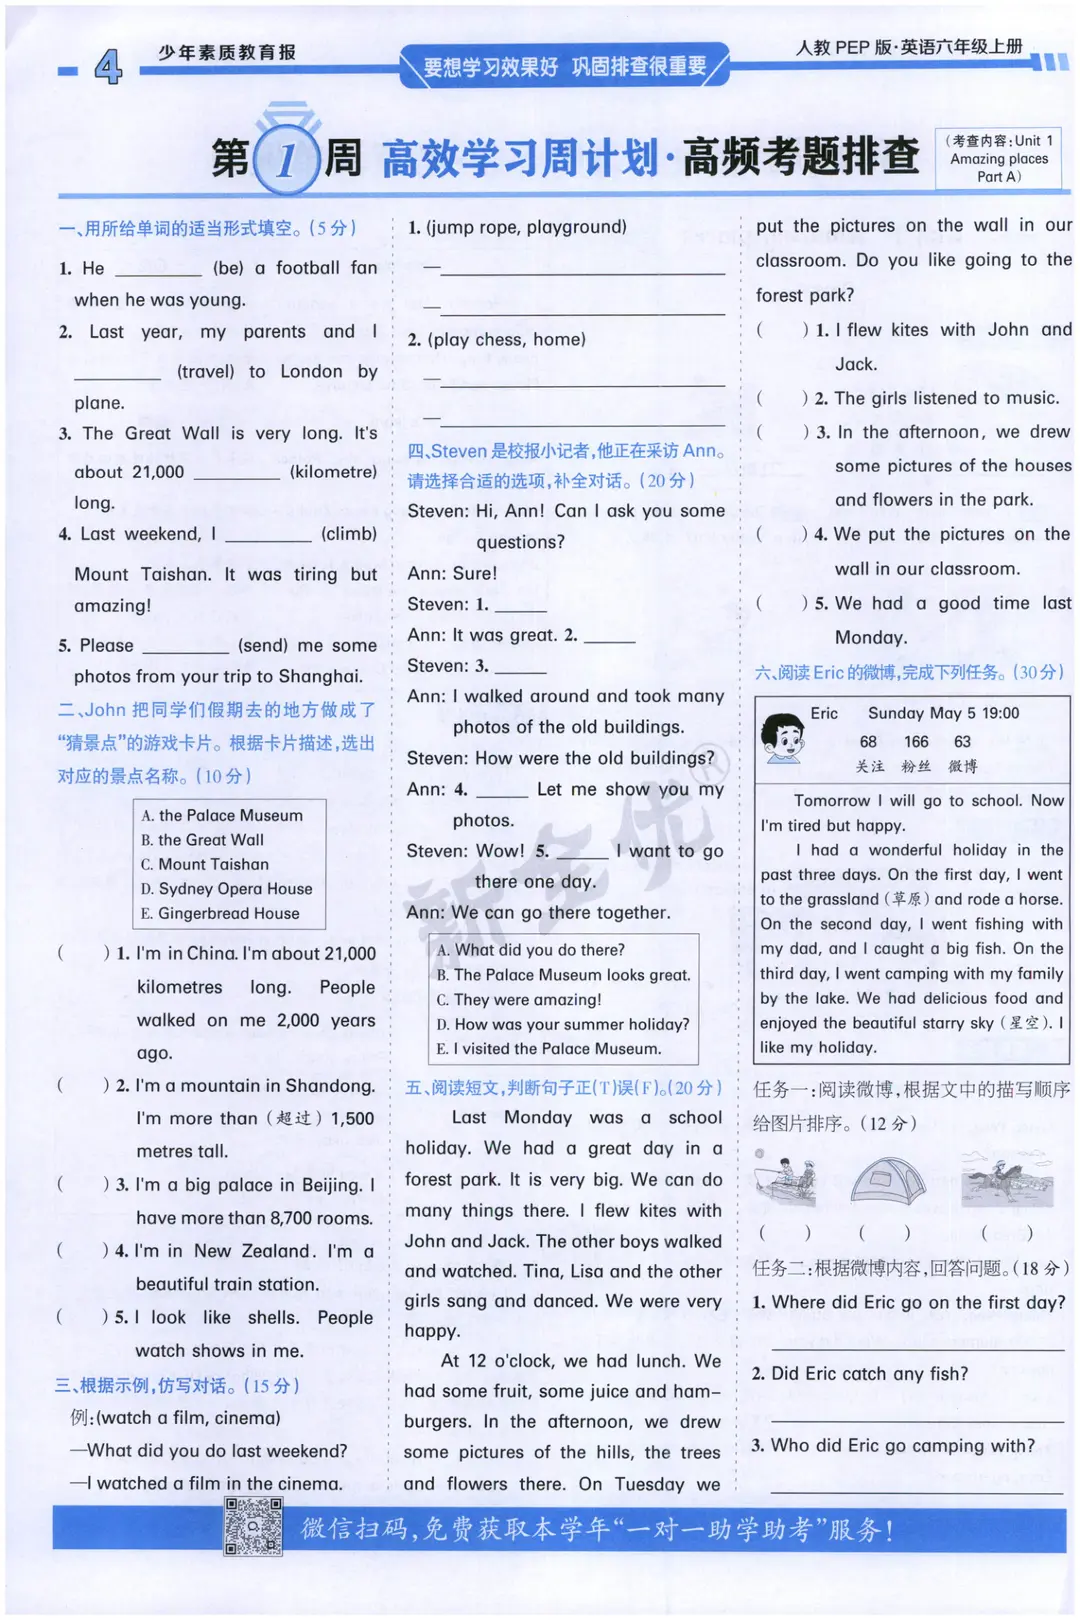 4
少年素质教育报
要想学习效果好 巩固排查很重要
人教 PEP 版·英语六年级上册
第1周 高效学习周计划·高频考题排查
(考查内容:Unit 1
Amazing places
Part A)
一、用所给单词的适当形式填空。(5分)
1. He ________ (be) a football fan
when he was young.
2. Last year, my parents and I
________ (travel) to London by
plane.
3. The Great Wall is very long. It's
about 21,000 ________ (kilometre)
long.
4. Last weekend, I ________ (climb)
Mount Taishan. It was tiring but
amazing!
5. Please ________ (send) me some
photos from your trip to Shanghai.
二、John 把同学们假期去的地方做成了
“猜景点”的游戏卡片。根据卡片描述,选出
对应的景点名称。(10分)
A. the Palace Museum
B. the Great Wall
C. Mount Taishan
D. Sydney Opera House
E. Gingerbread House
( ) 1. I'm in China. I'm about 21,000
kilometres long. People
walked on me 2,000 years
ago.
( ) 2. I'm a mountain in Shandong.
I'm more than (超过) 1,500
metres tall.
( ) 3. I'm a big palace in Beijing. I
have more than 8,700 rooms.
( ) 4. I'm in New Zealand. I'm a
beautiful train station.
( ) 5. I look like shells. People
watch shows in me.
三、根据示例,仿写对话。(15分)
例:(watch a film, cinema)
—What did you do last weekend?
—I watched a film in the cinema.
1. (jump rope, playground)
—
—
2. (play chess, home)
—
—
四、Steven 是校报小记者,他正在采访 Ann。
请选择合适的选项,补全对话。(20分)
Steven: Hi, Ann! Can I ask you some
questions?
Ann: Sure!
Steven: 1. _____
Ann: It was great. 2. _____
Steven: 3. _____
Ann: I walked around and took many
photos of the old buildings.
Steven: How were the old buildings?
Ann: 4. _____ Let me show you my
photos.
Steven: Wow! 5. _____ I want to go
there one day.
Ann: We can go there together.
A. What did you do there?
B. The Palace Museum looks great.
C. They were amazing!
D. How was your summer holiday?
E. I visited the Palace Museum.
五、阅读短文,判断句子正(T)误(F)。(20分)
Last Monday was a school
holiday. We had a great day in a
forest park. It is very big. We can do
many things there. I flew kites with
John and Jack. The other boys walked
and watched. Tina, Lisa and the other
girls sang and danced. We were very
happy.
At 12 o'clock, we had lunch. We
had some fruit, some juice and ham-
burgers. In the afternoon, we drew
some pictures of the hills, the trees
and flowers there. On Tuesday we
put the pictures on the wall in our
classroom. Do you like going to the
forest park?
( ) 1. I flew kites with John and
Jack.
( ) 2. The girls listened to music.
( ) 3. In the afternoon, we drew
some pictures of the houses
and flowers in the park.
( ) 4. We put the pictures on the
wall in our classroom.
( ) 5. We had a good time last
Monday.
六、阅读 Eric 的微博,完成下列任务。(30分)
Eric Sunday May 5 19:00
68 166 63
关注 粉丝 微博
Tomorrow I will go to school. Now
I'm tired but happy.
I had a wonderful holiday in the
past three days. On the first day, I went
to the grassland (草原) and rode a horse.
On the second day, I went fishing with
my dad, and I caught a big fish. On the
third day, I went camping with my family
by the lake. We had delicious food and
enjoyed the beautiful starry sky (星空). I
like my holiday.
任务一:阅读微博,根据文中的描写顺序
给图片排序。(12分)
( ) ( ) ( )
任务二:根据微博内容,回答问题。(18分)
1. Where did Eric go on the first day?
2. Did Eric catch any fish?
3. Who did Eric go camping with?
新全优®
微信扫码,免费获取本学年“一对一助学助考”服务!